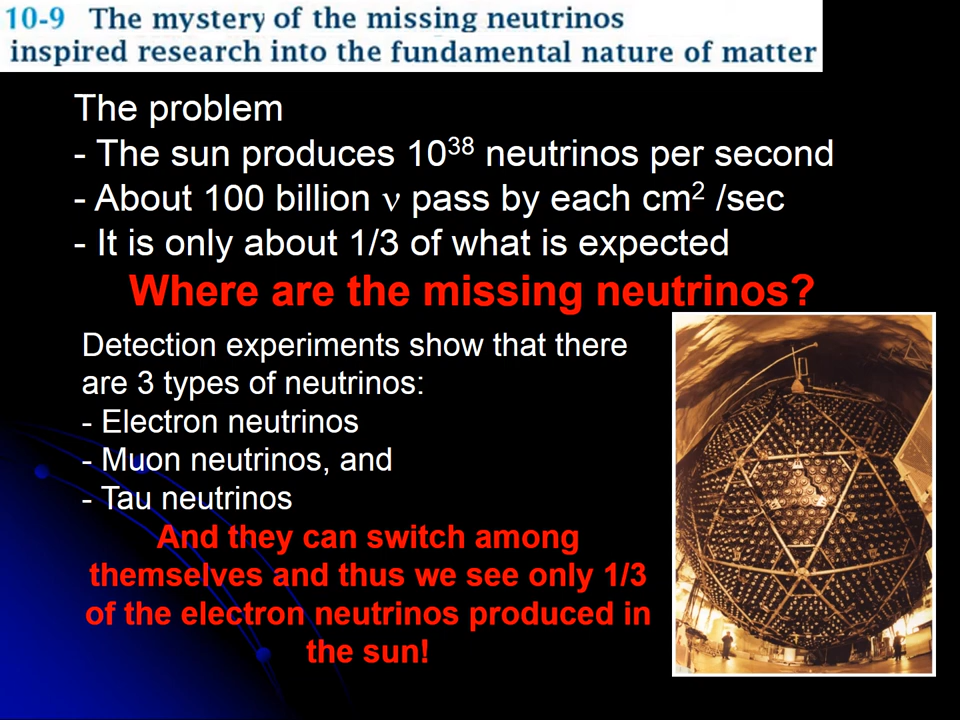 10-9 The mystery of the missing neutrinos
inspired research into the fundamental nature of matter
The problem
- The sun produces 10³⁸ neutrinos per second
- About 100 billion ν pass by each cm² /sec
- It is only about 1/3 of what is expected
Where are the missing neutrinos?
Detection experiments show that there
are 3 types of neutrinos:
- Electron neutrinos
- Muon neutrinos, and
- Tau neutrinos
And they can switch among
themselves and thus we see only 1/3
of the electron neutrinos produced in
the sun!